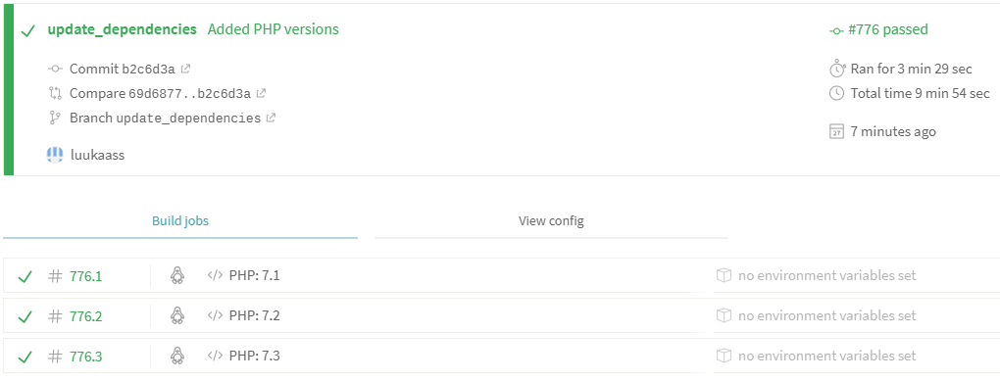 update_dependencies Added PHP versions
#776 passed
Commit b2c6d3a
Ran for 3 min 29 sec
Compare 69d6877..b2c6d3a
Total time 9 min 54 sec
Branch update_dependencies
27 7 minutes ago
luukaass
Build jobs View config
# 776.1 </> PHP: 7.1 no environment variables set
# 776.2 </> PHP: 7.2 no environment variables set
# 776.3 </> PHP: 7.3 no environment variables set